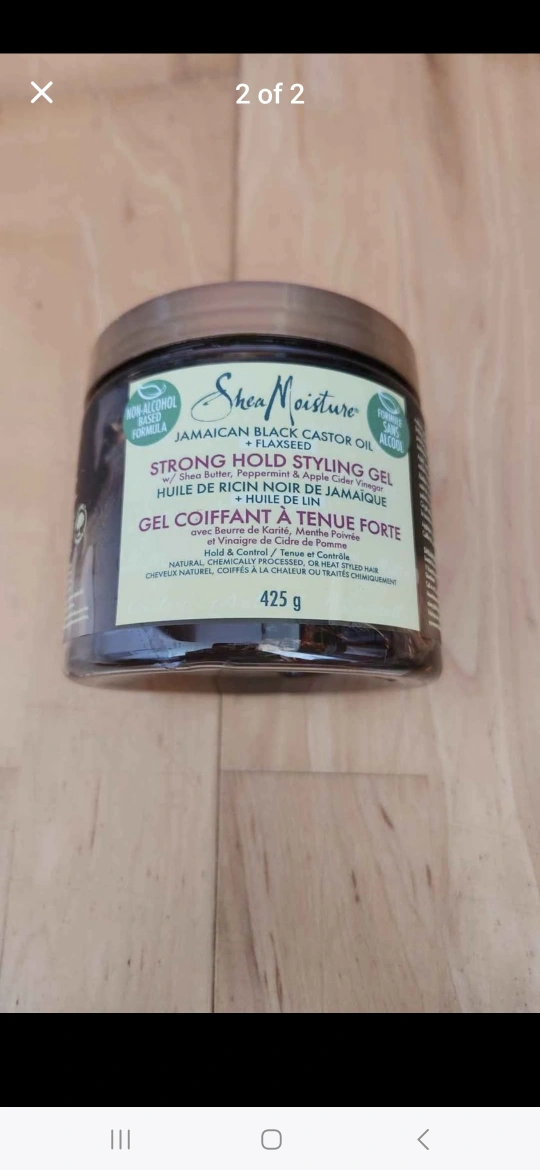 2 of 2
NON-ALCOHOL
BASED
FORMULA
SheaMoisture
FORMULE
SANS
ALCOOL
JAMAICAN BLACK CASTOR OIL
+ FLAXSEED
STRONG HOLD STYLING GEL
w/ Shea Butter, Peppermint & Apple Cider Vinegar
HUILE DE RICIN NOIR DE JAMAÏQUE
+ HUILE DE LIN
GEL COIFFANT À TENUE FORTE
avec Beurre de Karité, Menthe Poivrée
et Vinaigre de Cidre de Pomme
Hold & Control / Tenue et Contrôle
NATURAL, CHEMICALLY PROCESSED, OR HEAT STYLED HAIR
CHEVEUX NATUREL, COIFFÉS À LA CHALEUR OU TRAITÉS CHIMIQUEMENT
425 g